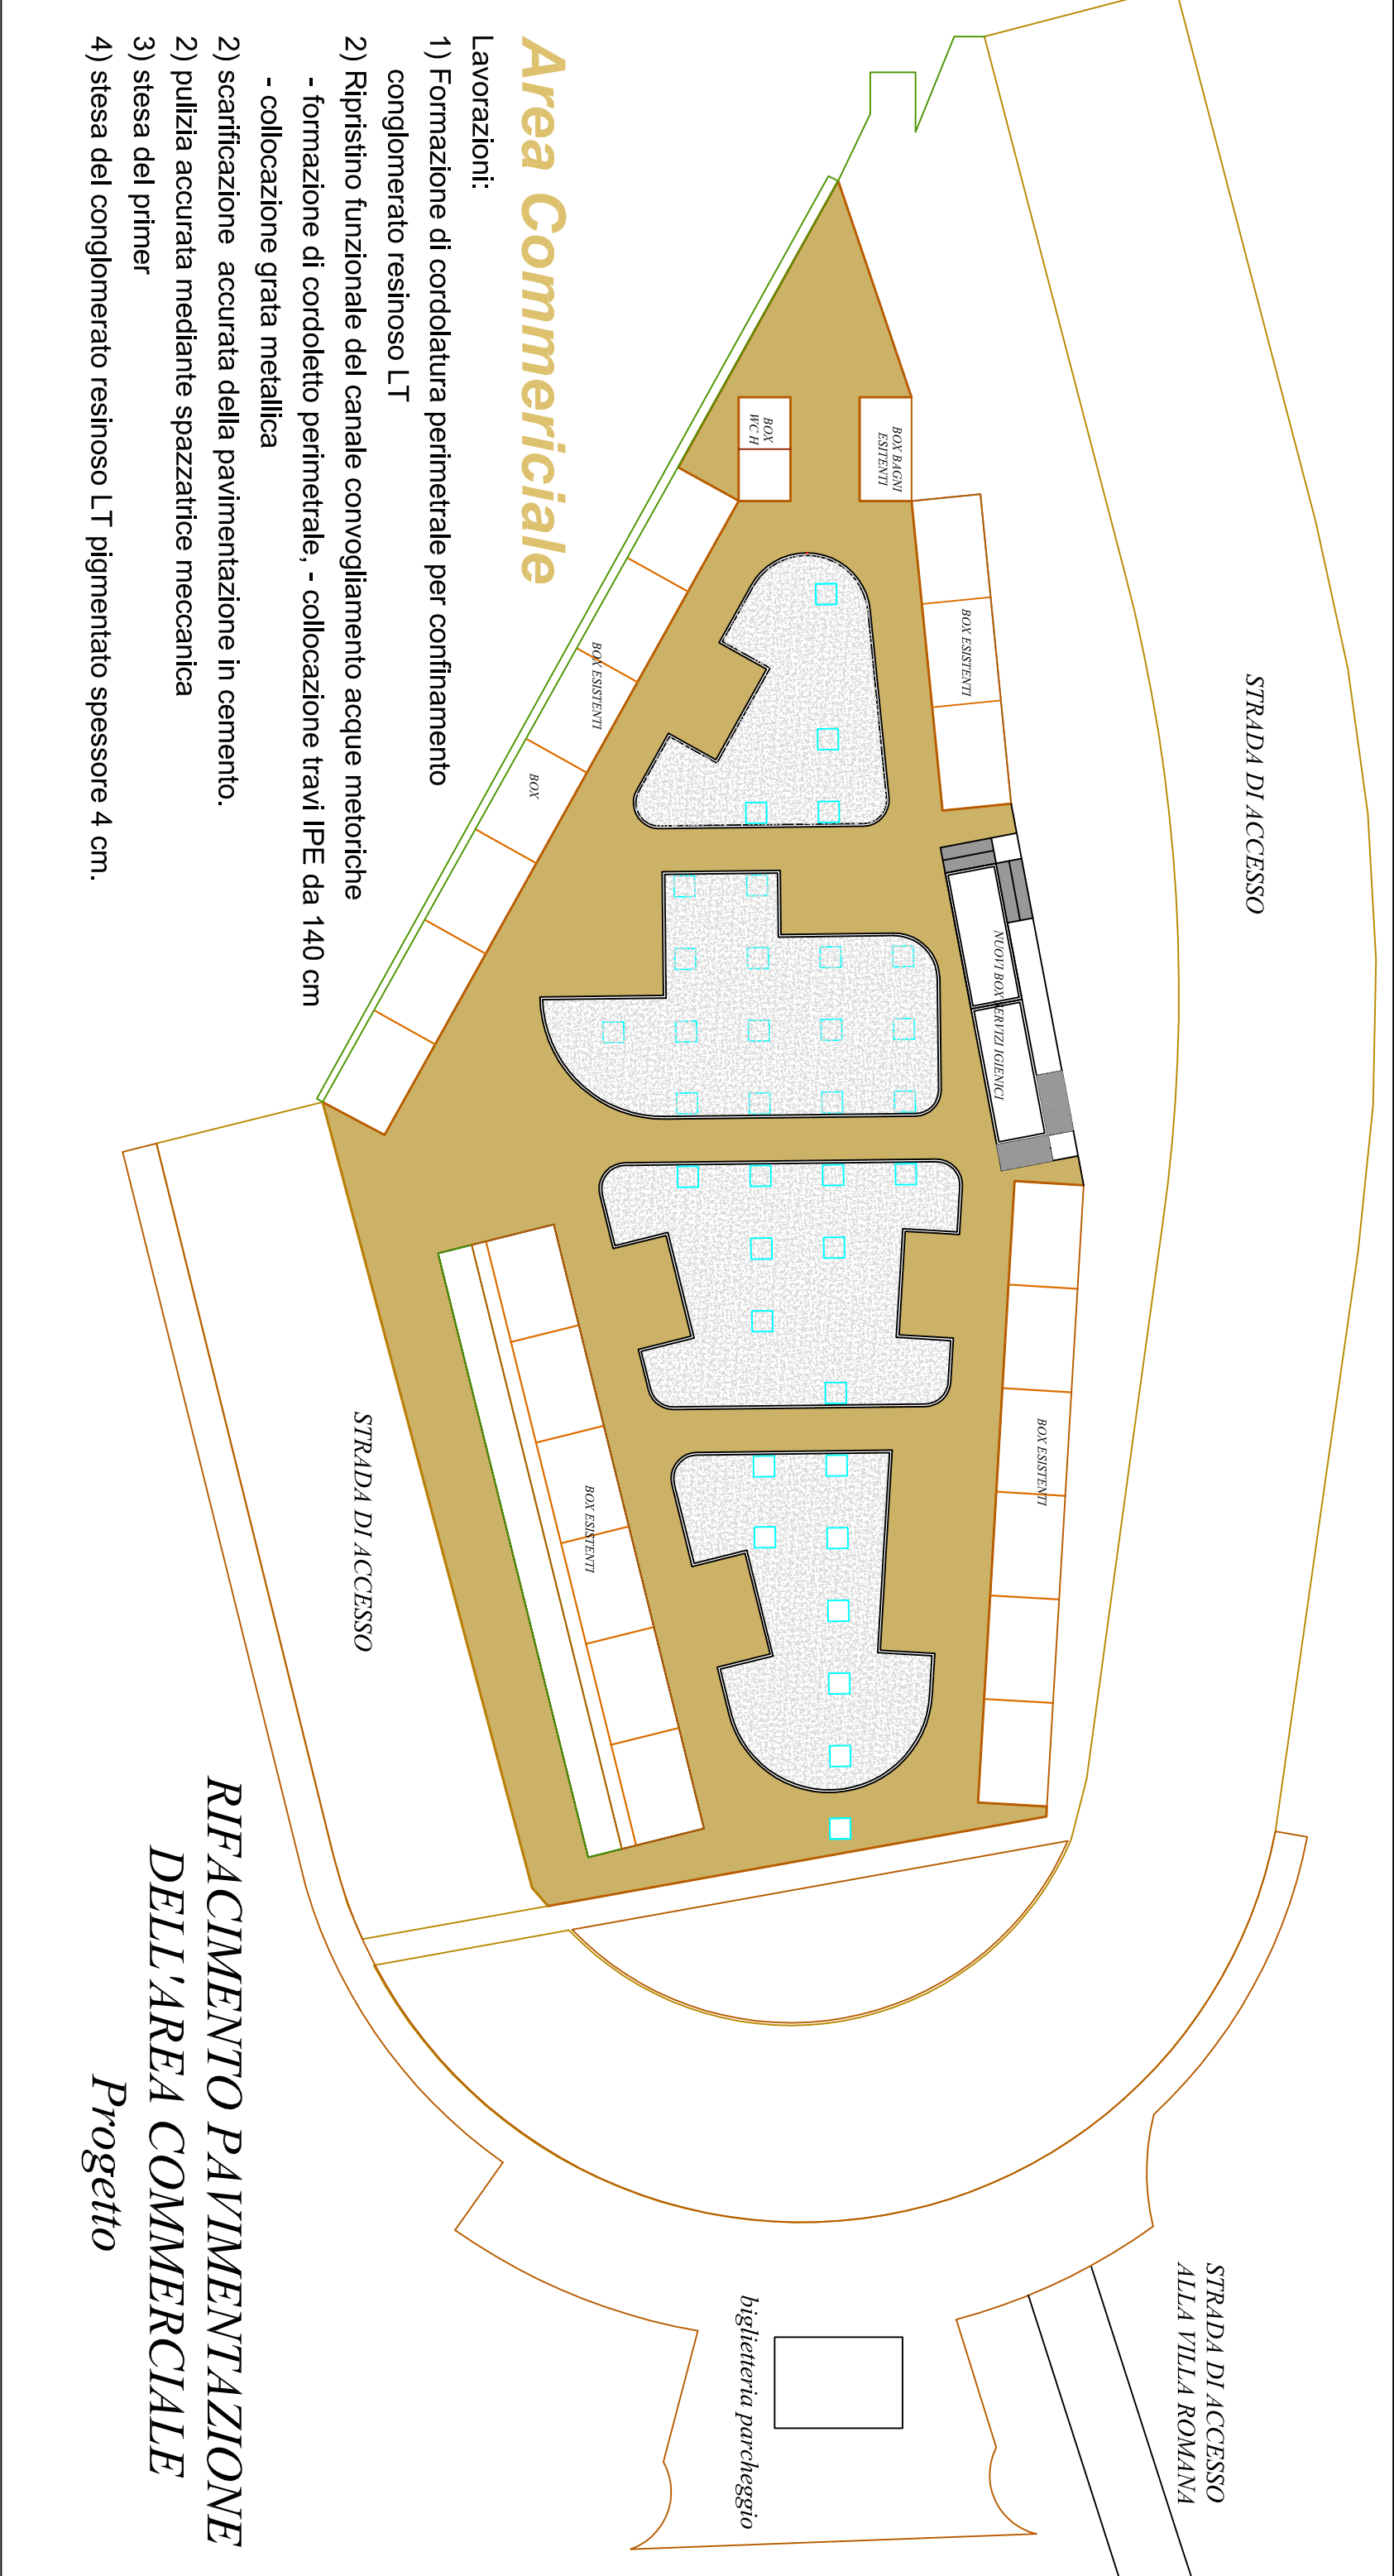 STRADA DI ACCESSO
STRADA DI ACCESSO
ALLA VILLA ROMANA
BOX BAGNI
ESITENTI
BOX
WC H
BOX ESISTENTI
NUOVI BOX SERVIZI IGIENICI
BOX ESISTENTI
BOX ESISTENTI
BOX
BOX ESISTENTI
STRADA DI ACCESSO
biglietteria parcheggio
Area Commericiale
Lavorazioni:
1) Formazione di cordolatura perimetrale per confinamento
conglomerato resinoso LT
2) Ripristino funzionale del canale convogliamento acque metoriche
- formazione di cordoletto perimetrale, - collocazione travi IPE da 140 cm
- collocazione grata metallica
2) scarificazione accurata della pavimentazione in cemento.
2) pulizia accurata mediante spazzatrice meccanica
3) stesa del primer
4) stesa del conglomerato resinoso LT pigmentato spessore 4 cm.
RIFACIMENTO PAVIMENTAZIONE
DELL'AREA COMMERCIALE
Progetto